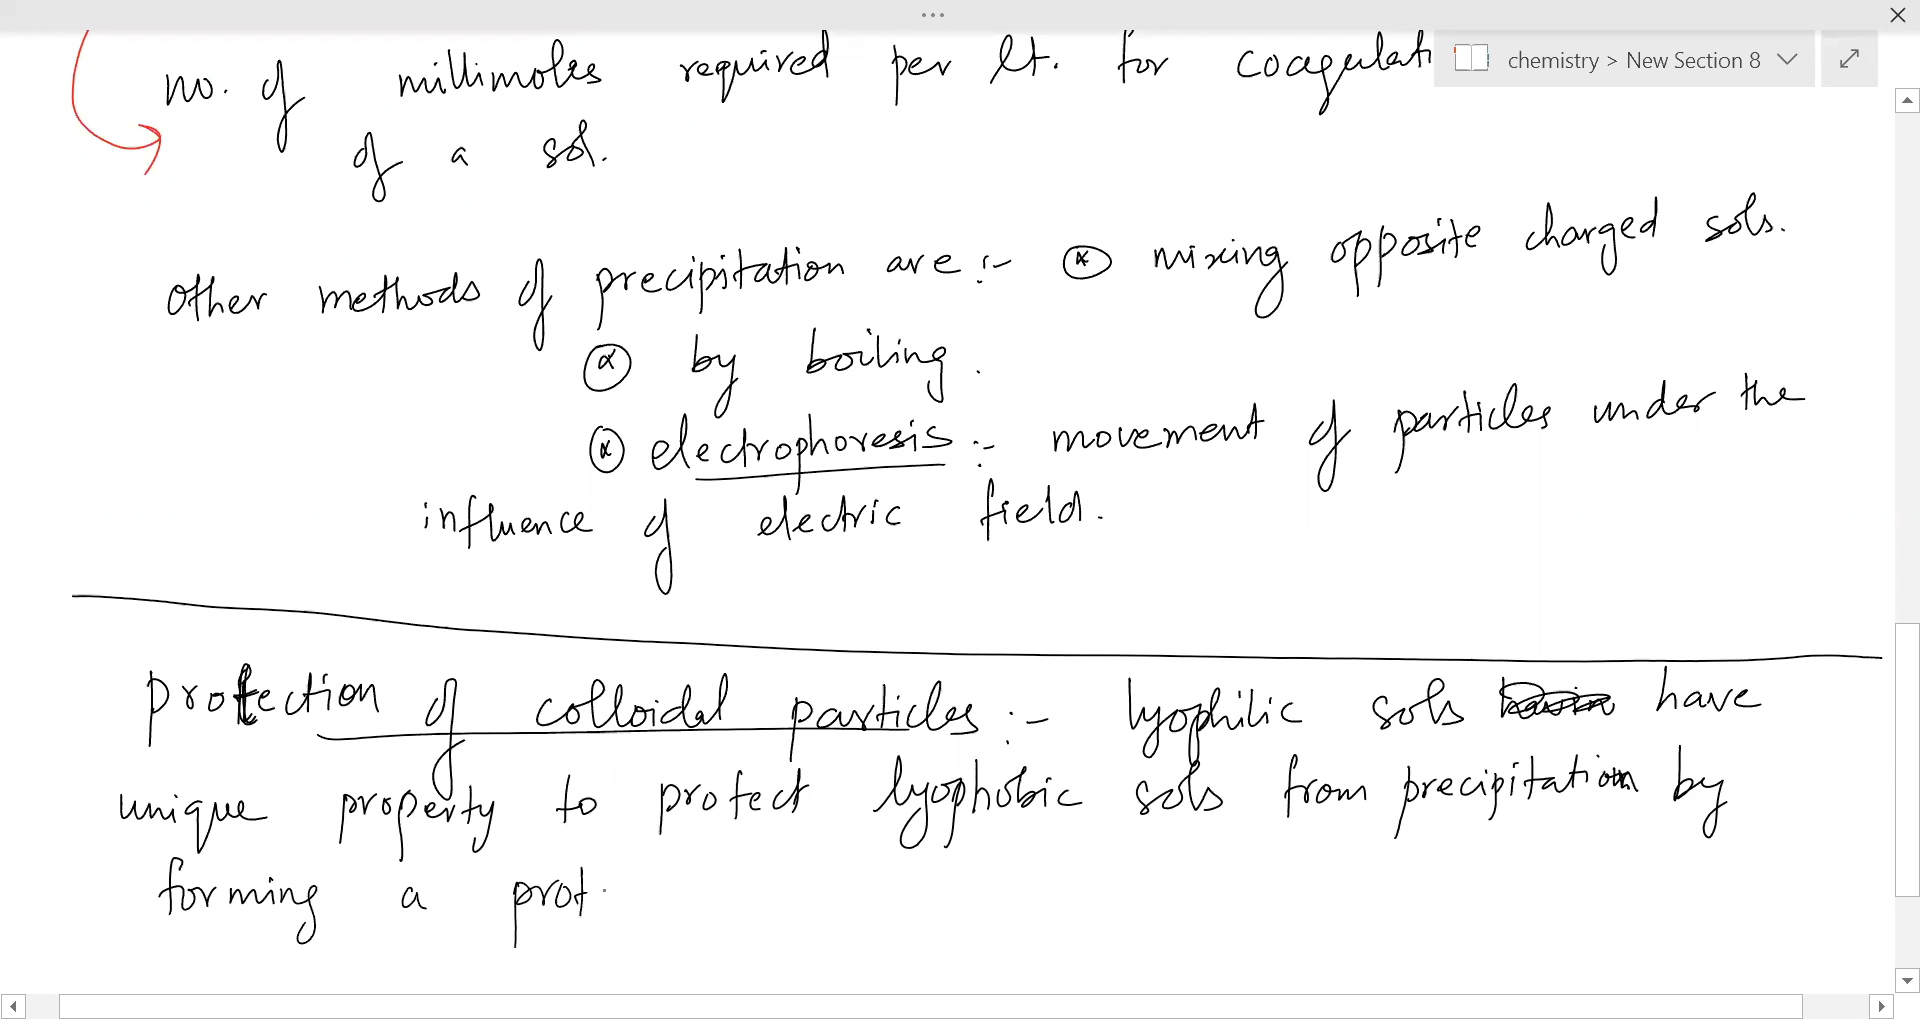 ...
chemistry > New Section 8
no. of millimoles required per lt. for coagulati
of a sol.
other methods of precipitation are :- mixing opposite charged sols.
by boiling.
electrophoresis :- movement of particles under the
influence of electric field.
protection of colloidal particles :- lyophilic sols have
unique property to protect lyophobic sols from precipitation by
forming a prot